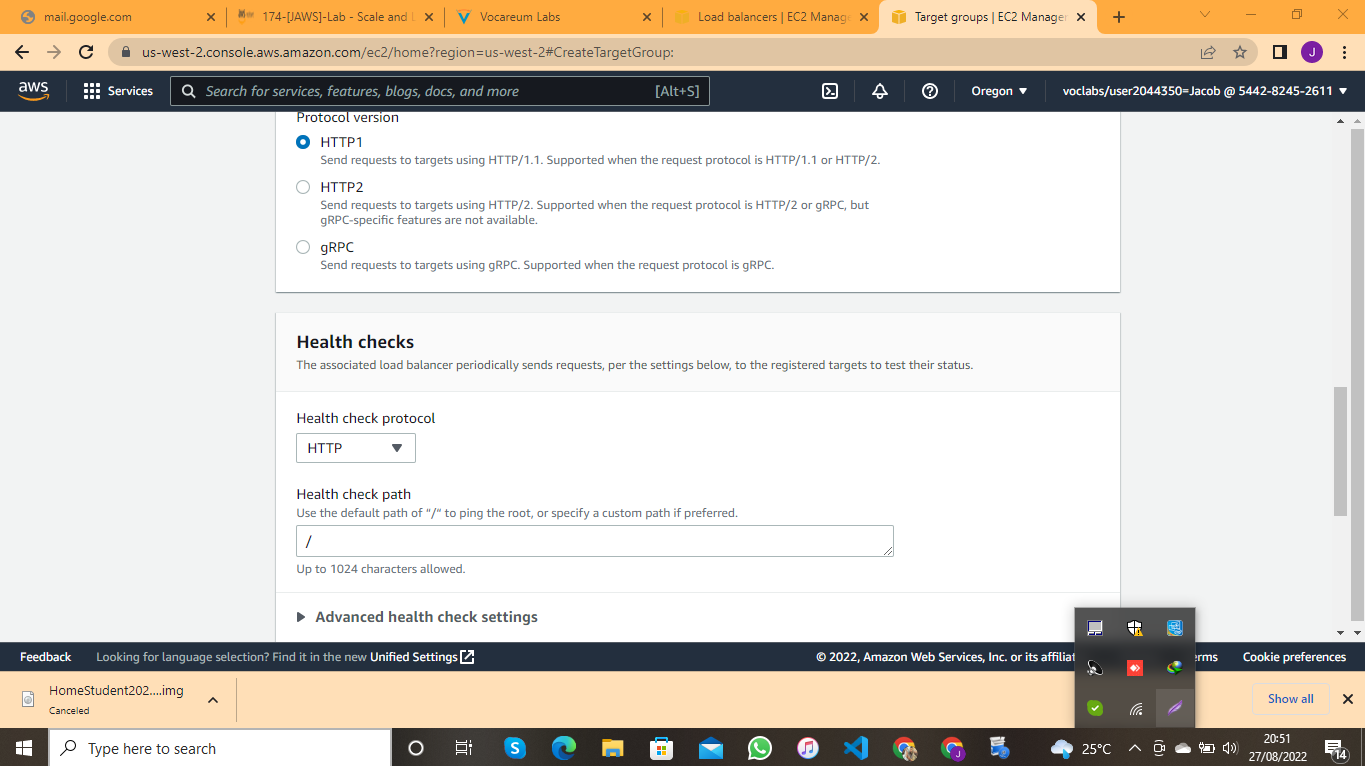 mail.google.com
174-[JAWS]-Lab - Scale and L
Vocareum Labs
Load balancers | EC2 Manage
Target groups | EC2 Manager
us-west-2.console.aws.amazon.com/ec2/home?region=us-west-2#CreateTargetGroup:
J
aws
Services
Search for services, features, blogs, docs, and more
[Alt+S]
Oregon
voclabs/user2044350=Jacob @ 5442-8245-2611
Protocol version
HTTP1
Send requests to targets using HTTP/1.1. Supported when the request protocol is HTTP/1.1 or HTTP/2.
HTTP2
Send requests to targets using HTTP/2. Supported when the request protocol is HTTP/2 or gRPC, but
gRPC-specific features are not available.
gRPC
Send requests to targets using gRPC. Supported when the request protocol is gRPC.
Health checks
The associated load balancer periodically sends requests, per the settings below, to the registered targets to test their status.
Health check protocol
HTTP
Health check path
Use the default path of "/" to ping the root, or specify a custom path if preferred.
/
Up to 1024 characters allowed.
Advanced health check settings
Feedback
Looking for language selection? Find it in the new Unified Settings
© 2022, Amazon Web Services, Inc. or its affiliat
erms
Cookie preferences
HomeStudent202....img
Canceled
Show all
Type here to search
25°C
20:51
27/08/2022
14